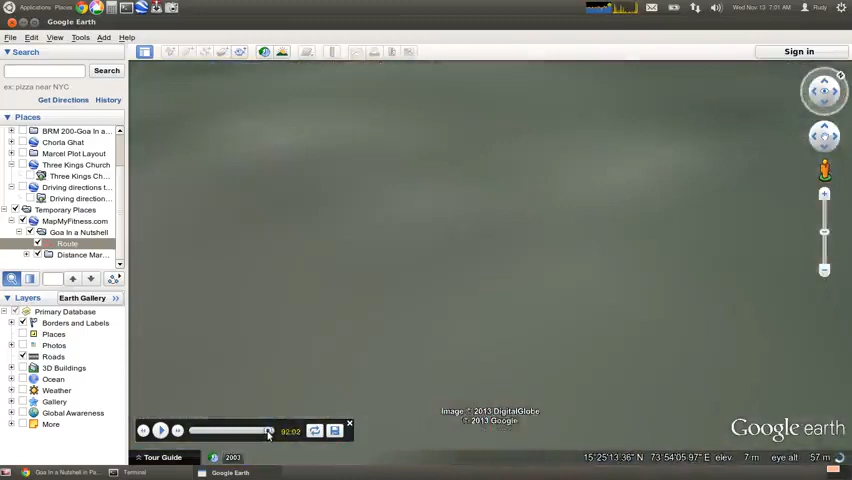 Applications Places Wed Nov 13 7:01 AM Rudy
Google Earth
File Edit View Tools Add Help
Search
Sign in
Search
ex: pizza near NYC
Get Directions History
Places
BRM 200-Goa In a...
Chorla Ghat
Marcel Plot Layout
Three Kings Church
Three Kings Ch...
Driving directions t...
Driving direction...
Temporary Places
MapMyFitness.com
Goa In a Nutshell
Route
Distance Mar...
Layers Earth Gallery >>
Primary Database
Borders and Labels
Places
Photos
Roads
3D Buildings
Ocean
Weather
Gallery
Global Awareness
More
92:02
Image © 2013 DigitalGlobe
© 2013 Google
Google earth
Tour Guide 2003
15°25'13.36" N 73°54'05.97" E elev 7 m eye alt 57 m
Goa In a Nutshell in Pa... Terminal Google Earth